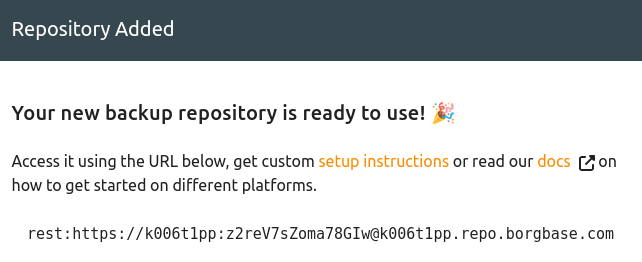 Repository Added
Your new backup repository is ready to use! 🎉
Access it using the URL below, get custom setup instructions or read our docs on
how to get started on different platforms.
rest:https://k006t1pp:z2reV7sZoma78GIw@k006t1pp.repo.borgbase.com